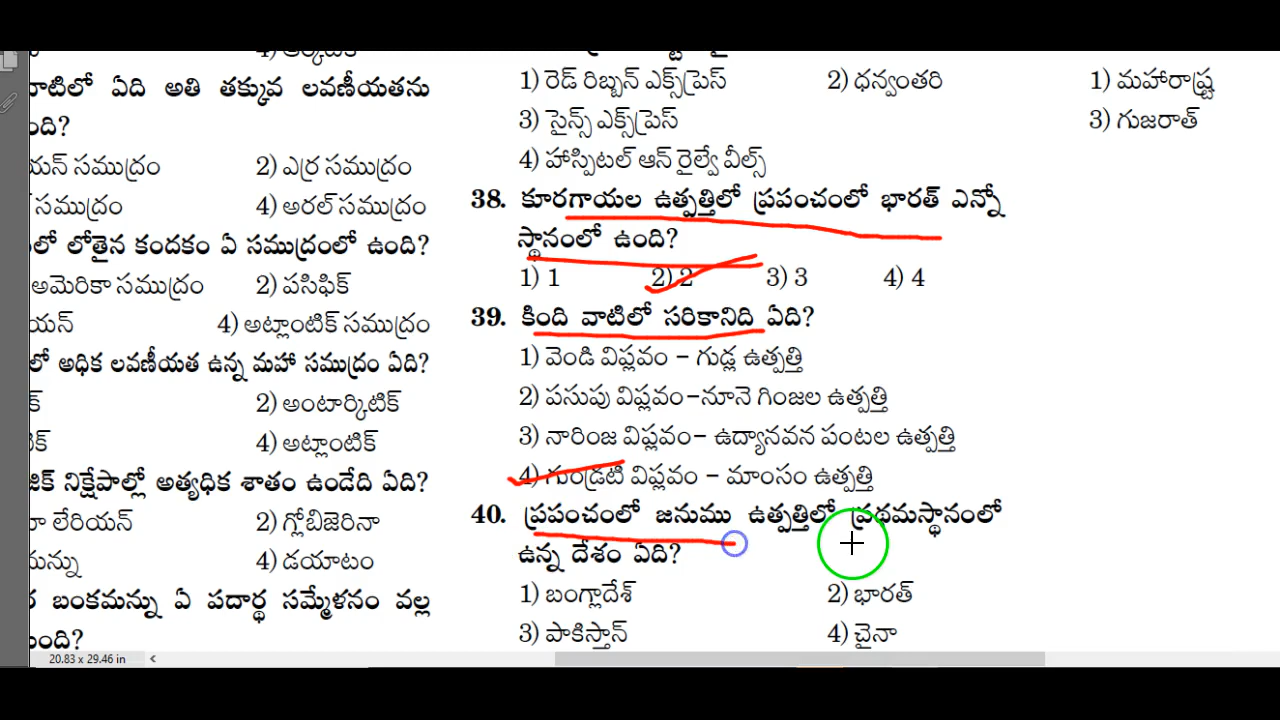 4) ఆర్కిటిక్
వాటిలో ఏది అతి తక్కువ లవణీయతను
ంది?
యన్ సముద్రం 2) ఎర్ర సముద్రం
సముద్రం 4) అరల్ సముద్రం
లో లోతైన కందకం ఏ సముద్రంలో ఉంది?
అమెరికా సముద్రం 2) పసిఫిక్
యన్ 4) అట్లాంటిక్ సముద్రం
లో అధిక లవణీయత ఉన్న మహా సముద్రం ఏది?
క్ 2) అంటార్కిటిక్
టిక్ 4) అట్లాంటిక్
జిక్ నిక్షేపాల్లో అత్యధిక శాతం ఉండేది ఏది?
లేరియన్ 2) గ్లోబిజెరినా
మన్ను 4) డయాటం
ర బంకమన్ను ఏ పదార్థ సమ్మేళనం వల్ల
ుంది?
1) రెడ్ రిబ్బన్ ఎక్స్‌ప్రెస్ 2) ధన్వంతరి
3) సైన్స్ ఎక్స్‌ప్రెస్
4) హాస్పిటల్ ఆన్ రైల్వే వీల్స్
38. కూరగాయల ఉత్పత్తిలో ప్రపంచంలో భారత్ ఎన్నో
స్థానంలో ఉంది?
1) 1 2) 2 3) 3 4) 4
39. కింది వాటిలో సరికానిది ఏది?
1) వెండి విప్లవం - గుడ్ల ఉత్పత్తి
2) పసుపు విప్లవం-నూనె గింజల ఉత్పత్తి
3) నారింజ విప్లవం- ఉద్యానవన పంటల ఉత్పత్తి
4) గుండ్రటి విప్లవం - మాంసం ఉత్పత్తి
40. ప్రపంచంలో జనుము ఉత్పత్తిలో ప్రథమస్థానంలో
ఉన్న దేశం ఏది?
1) బంగ్లాదేశ్ 2) భారత్
3) పాకిస్తాన్ 4) చైనా
1) మహారాష్ట్ర
3) గుజరాత్
20.83 x 29.46 in